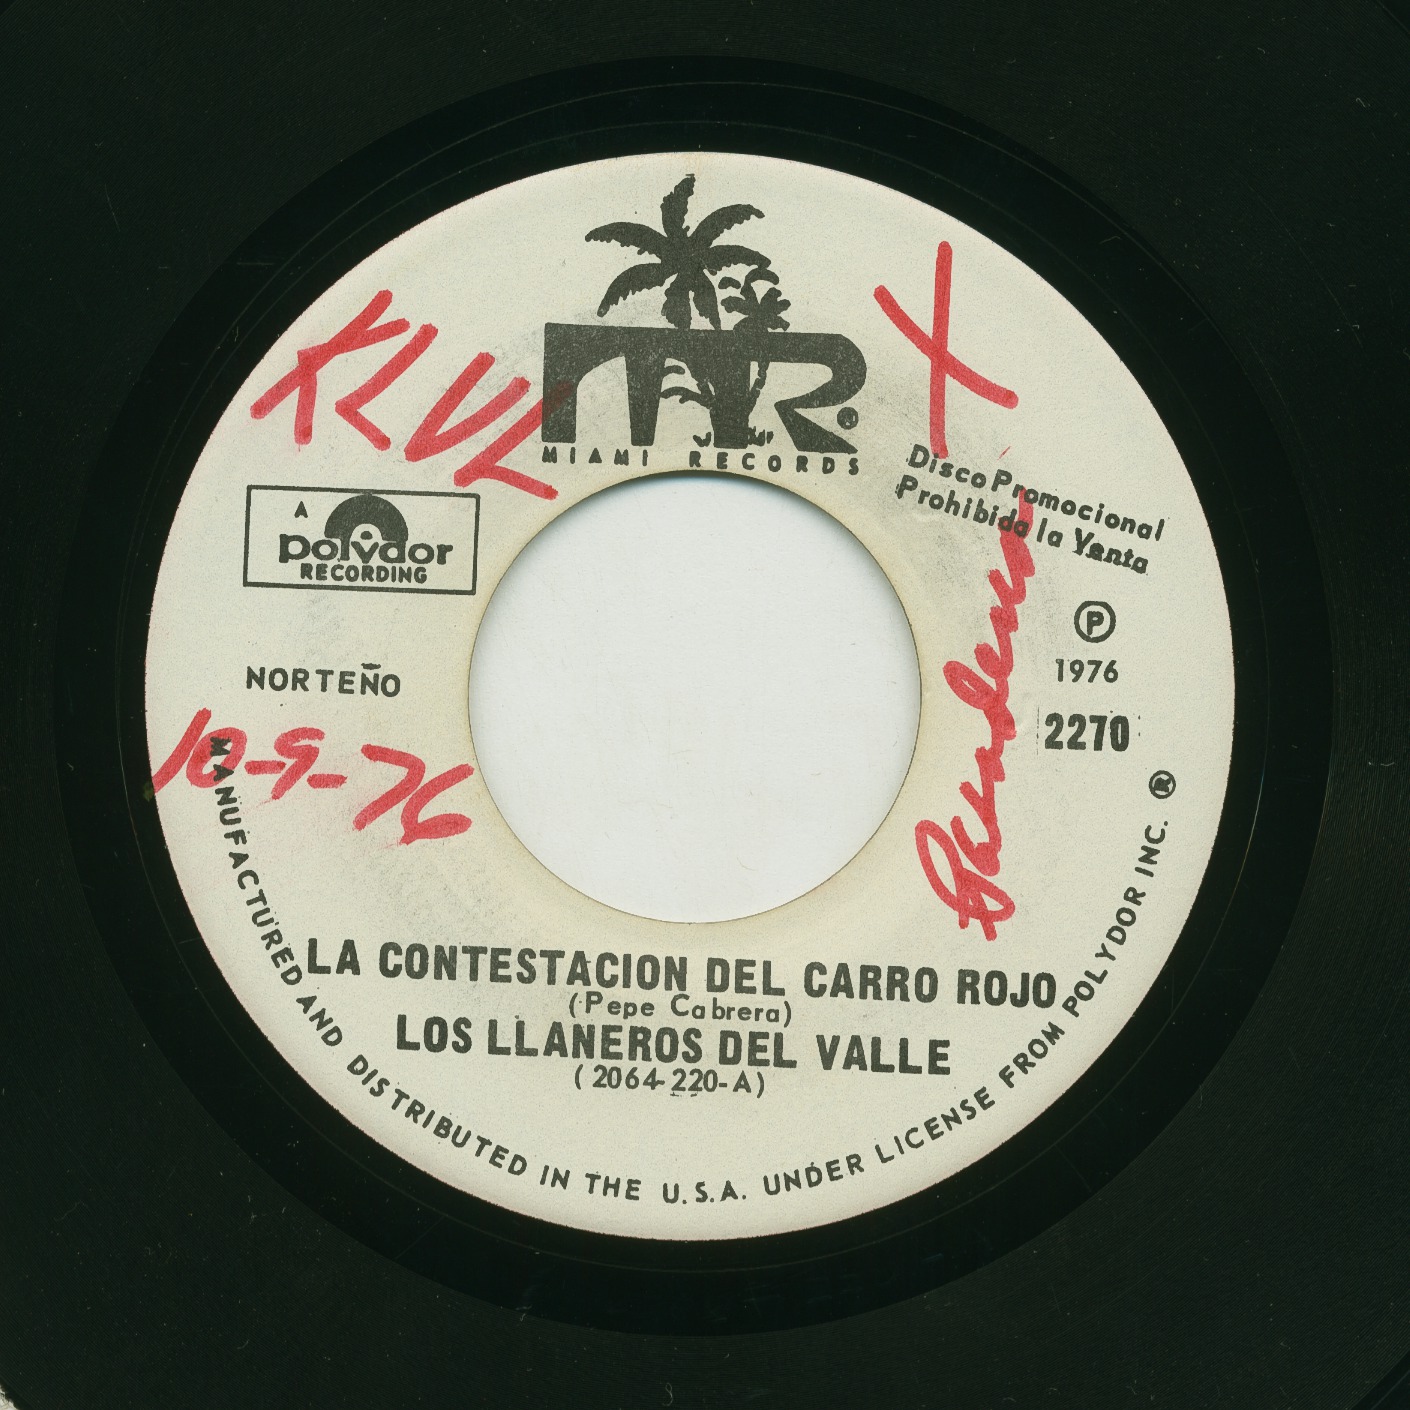 KLVL
X
MR®
MIAMI RECORDS
Disco Promocional
Prohibida la Venta
A
polydor
RECORDING
Ⓟ
1976
NORTEÑO
2270
10-9-76
LA CONTESTACION DEL CARRO ROJO
(Pepe Cabrera)
LOS LLANEROS DEL VALLE
(2064-220-A)
MANUFACTURED AND DISTRIBUTED IN THE U.S.A. UNDER LICENSE FROM POLYDOR INC. ®